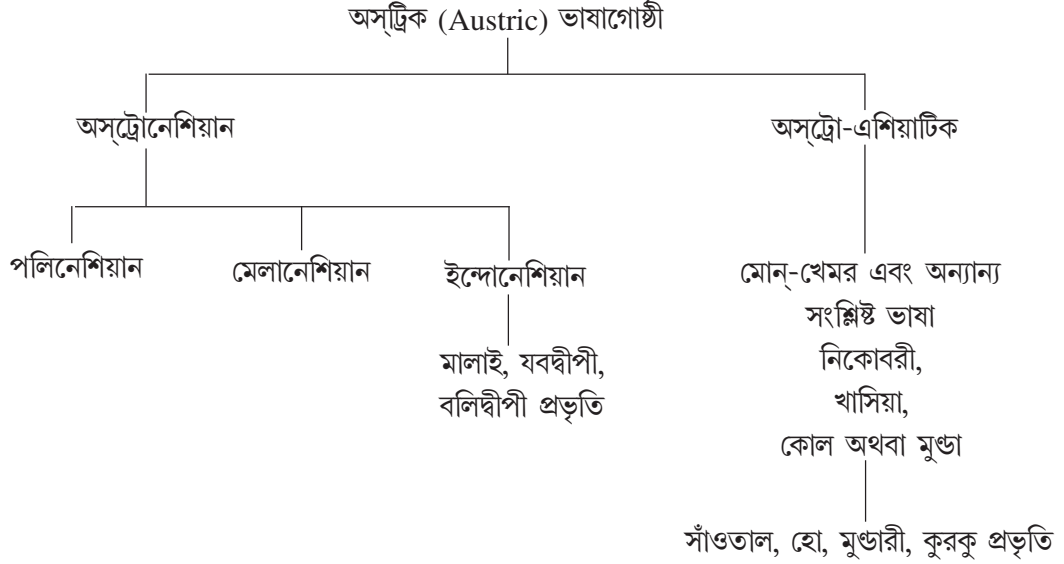 অস্ট্রিক (Austric) ভাষাগোষ্ঠী
অস্ট্রোনেশিয়ান
অস্ট্রো-এশিয়াটিক
পলিনেশিয়ান
মেলানেশিয়ান
ইন্দোনেশিয়ান
মালাই, যবদ্বীপী,
বলিদ্বীপী প্রভৃতি
মোন্-খেমর এবং অন্যান্য
সংশ্লিষ্ট ভাষা
নিকোবরী,
খাসিয়া,
কোল অথবা মুণ্ডা
সাঁওতাল, হো, মুণ্ডারী, কুরকু প্রভৃতি